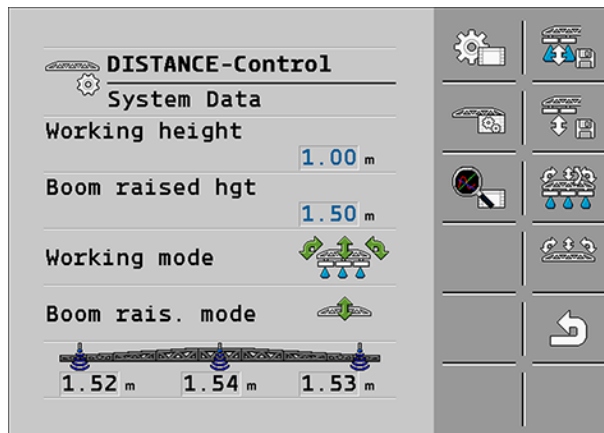 DISTANCE-Control
System Data
Working height
1.00 m
Boom raised hgt
1.50 m
Working mode
Boom rais. mode
1.52 m 1.54 m 1.53 m